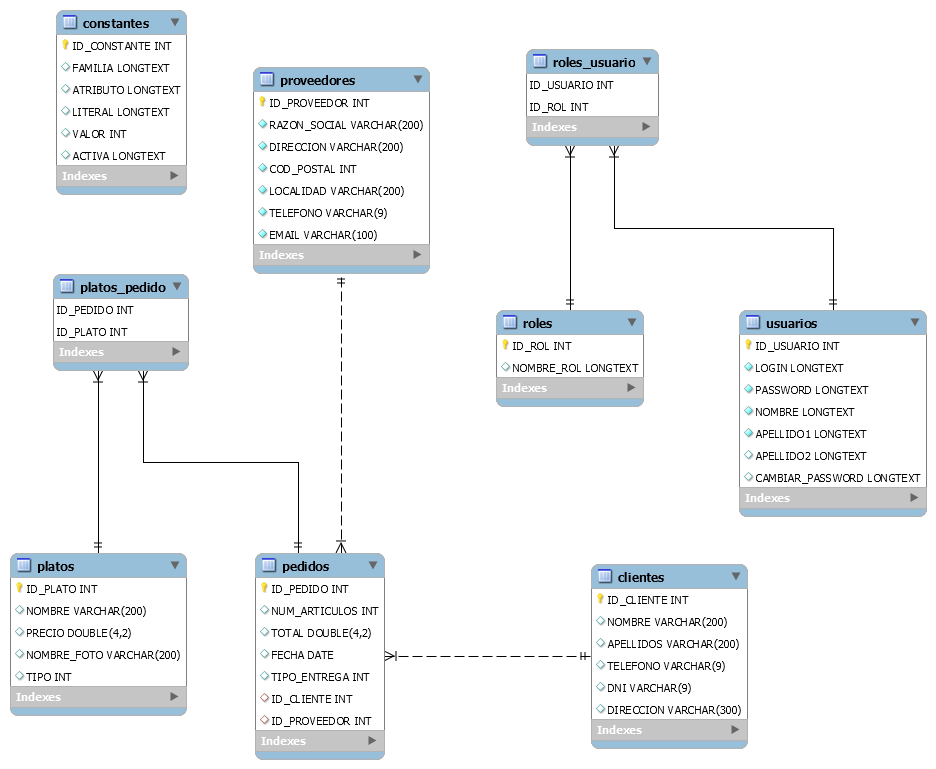 constantes
ID_CONSTANTE INT
FAMILIA LONGTEXT
ATRIBUTO LONGTEXT
LITERAL LONGTEXT
VALOR INT
ACTIVA LONGTEXT
Indexes
proveedores
ID_PROVEEDOR INT
RAZON_SOCIAL VARCHAR(200)
DIRECCION VARCHAR(200)
COD_POSTAL INT
LOCALIDAD VARCHAR(200)
TELEFONO VARCHAR(9)
EMAIL VARCHAR(100)
Indexes
roles_usuario
ID_USUARIO INT
ID_ROL INT
Indexes
platos_pedido
ID_PEDIDO INT
ID_PLATO INT
Indexes
roles
ID_ROL INT
NOMBRE_ROL LONGTEXT
Indexes
usuarios
ID_USUARIO INT
LOGIN LONGTEXT
PASSWORD LONGTEXT
NOMBRE LONGTEXT
APELLIDO1 LONGTEXT
APELLIDO2 LONGTEXT
CAMBIAR_PASSWORD LONGTEXT
Indexes
platos
ID_PLATO INT
NOMBRE VARCHAR(200)
PRECIO DOUBLE(4,2)
NOMBRE_FOTO VARCHAR(200)
TIPO INT
Indexes
pedidos
ID_PEDIDO INT
NUM_ARTICULOS INT
TOTAL DOUBLE(4,2)
FECHA DATE
TIPO_ENTREGA INT
ID_CLIENTE INT
ID_PROVEEDOR INT
Indexes
clientes
ID_CLIENTE INT
NOMBRE VARCHAR(200)
APELLIDOS VARCHAR(200)
TELEFONO VARCHAR(9)
DNI VARCHAR(9)
DIRECCION VARCHAR(300)
Indexes